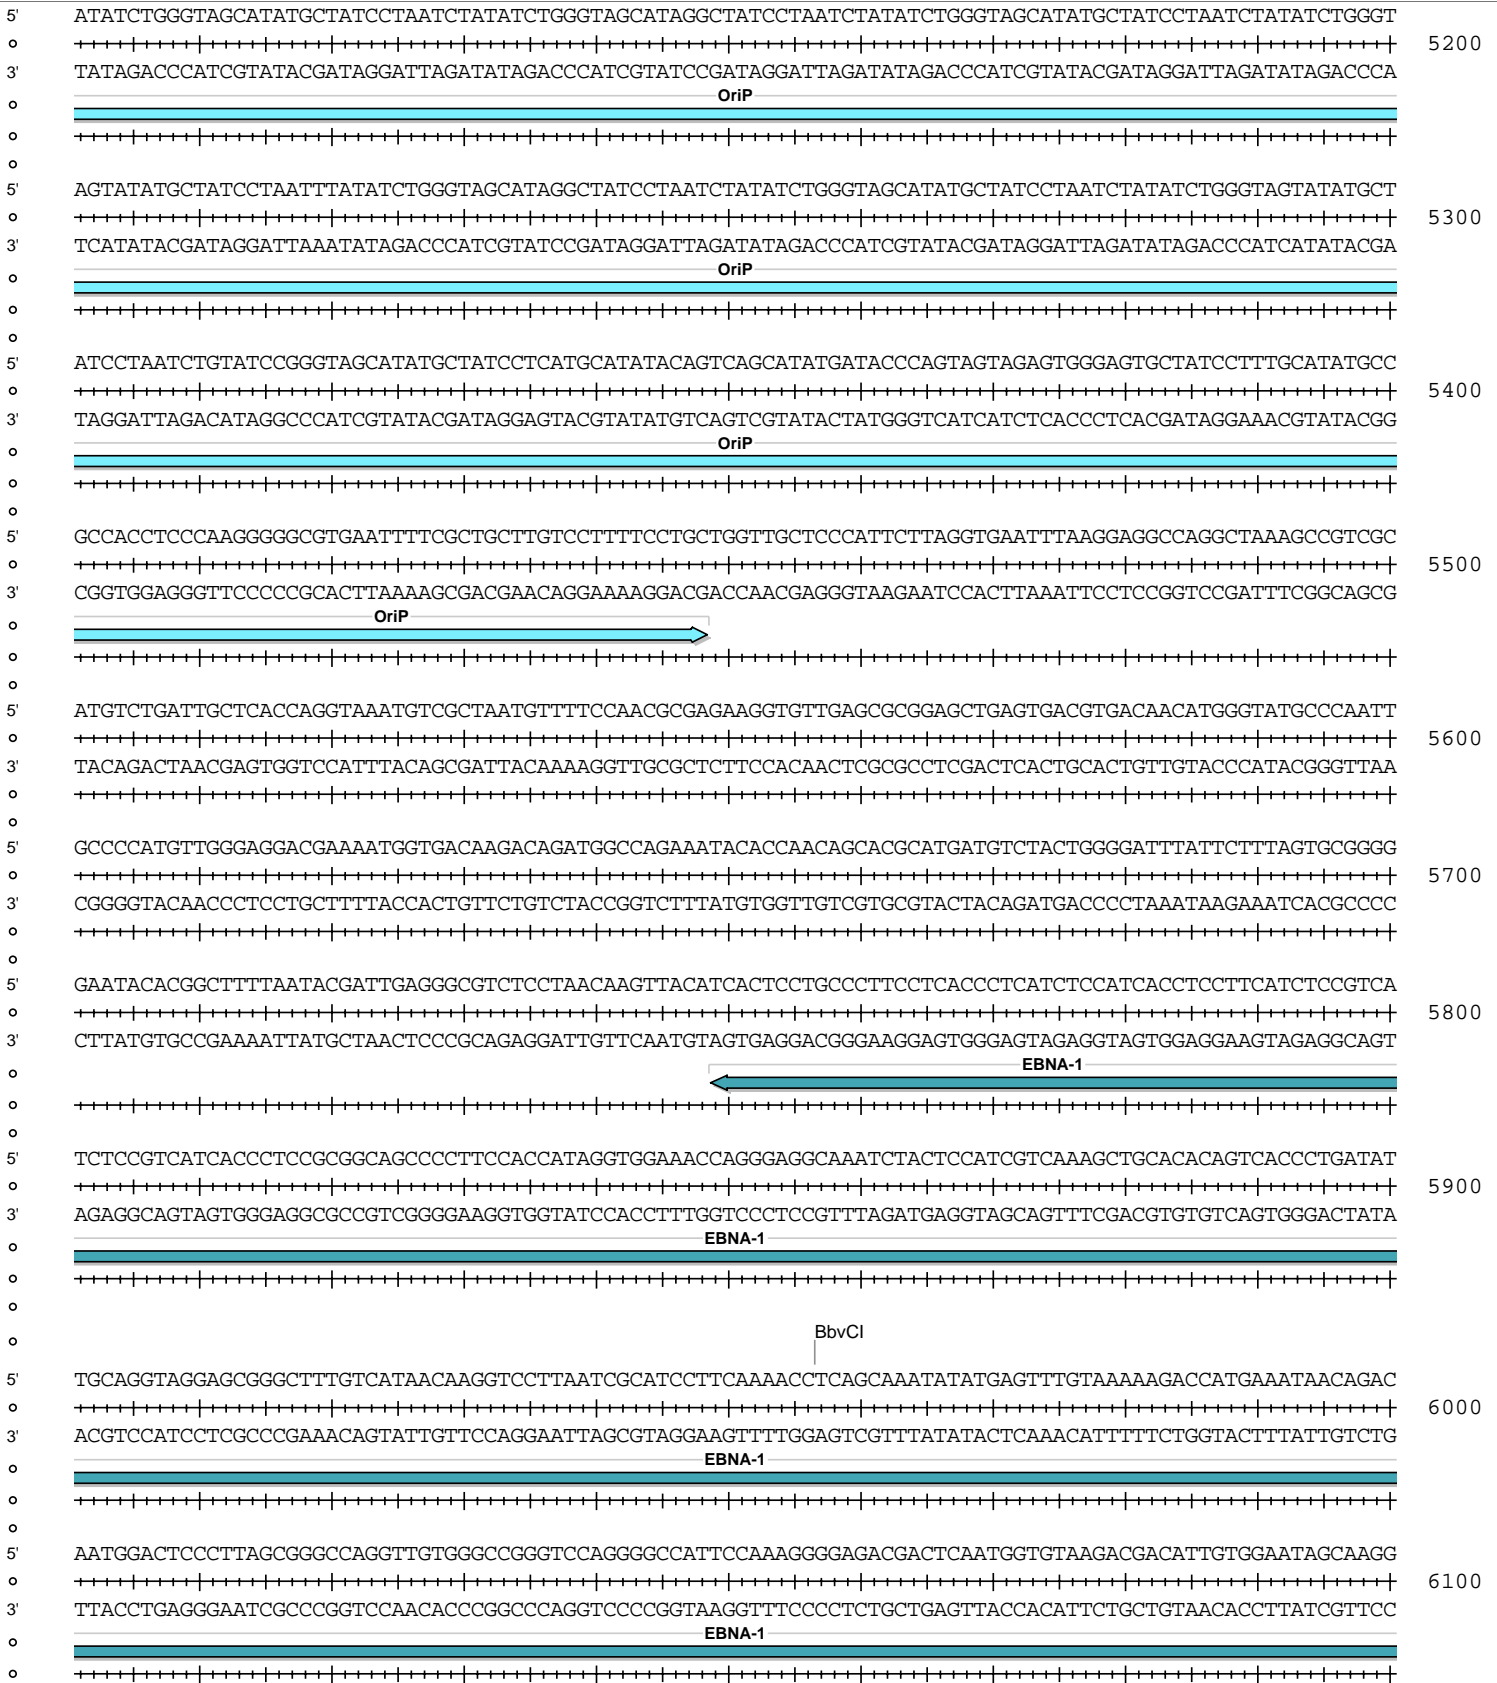 5' ATATCTGGGTAGCATATGCTATCCTAATCTATATCTGGGTAGCATAGGCTATCCTAATCTATATCTGGGTAGCATATGCTATCCTAATCTATATCTGGGT
5200
3' TATAGACCCATCGTATACGATAGGATTAGATATAGACCCATCGTATCCGATAGGATTAGATATAGACCCATCGTATACGATAGGATTAGATATAGACCCA
OriP
5' AGTATATGCTATCCTAATTTATATCTGGGTAGCATAGGCTATCCTAATCTATATCTGGGTAGCATATGCTATCCTAATCTATATCTGGGTAGTATATGCT
5300
3' TCATATACGATAGGATTAAATATAGACCCATCGTATCCGATAGGATTAGATATAGACCCATCGTATACGATAGGATTAGATATAGACCCATCATATACGA
OriP
5' ATCCTAATCTGTATCCGGGTAGCATATGCTATCCTCATGCATATACAGTCAGCATATGATACCCAGTAGTAGAGTGGGAGTGCTATCCTTTGCATATGCC
5400
3' TAGGATTAGACATAGGCCCATCGTATACGATAGGAGTACGTATATGTCAGTCGTATACTATGGGTCATCATCTCACCCTCACGATAGGAAACGTATACGG
OriP
5' GCCACCTCCCAAGGGGGCGTGAATTTTCGCTGCTTGTCCTTTTCCTGCTGGTTGCTCCCATTCTTAGGTGAATTTAAGGAGGCCAGGCTAAAGCCGTCGC
5500
3' CGGTGGAGGGTTCCCCCGCACTTAAAAGCGACGAACAGGAAAAGGACGACCAACGAGGGTAAGAATCCACTTAAATTCCTCCGGTCCGATTTCGGCAGCG
OriP
5' ATGTCTGATTGCTCACCAGGTAAATGTCGCTAATGTTTTCCAACGCGAGAAGGTGTTGAGCGCGGAGCTGAGTGACGTGACAACATGGGTATGCCCAATT
5600
3' TACAGACTAACGAGTGGTCCATTTACAGCGATTACAAAAGGTTGCGCTCTTCCACAACTCGCGCCTCGACTCACTGCACTGTTGTACCCATACGGGTTAA
5' GCCCCATGTTGGGAGGACGAAAATGGTGACAAGACAGATGGCCAGAAATACACCAACAGCACGCATGATGTCTACTGGGGATTTATTCTTTAGTGCGGGG
5700
3' CGGGGTACAACCCTCCTGCTTTTACCACTGTTCTGTCTACCGGTCTTTATGTGGTTGTCGTGCGTACTACAGATGACCCCTAAATAAGAAATCACGCCCC
5' GAATACACGGCTTTTAATACGATTGAGGGCGTCTCCTAACAAGTTACATCACTCCTGCCCTTCCTCACCCTCATCTCCATCACCTCCTTCATCTCCGTCA
5800
3' CTTATGTGCCGAAAATTATGCTAACTCCCGCAGAGGATTGTTCAATGTAGTGAGGACGGGAAGGAGTGGGAGTAGAGGTAGTGGAGGAAGTAGAGGCAGT
EBNA-1
5' TCTCCGTCATCACCCTCCGCGGCAGCCCCTTCCACCATAGGTGGAAACCAGGGAGGCAAATCTACTCCATCGTCAAAGCTGCACACAGTCACCCTGATAT
5900
3' AGAGGCAGTAGTGGGAGGCGCCGTCGGGGAAGGTGGTATCCACCTTTGGTCCCTCCGTTTAGATGAGGTAGCAGTTTCGACGTGTGTCAGTGGGACTATA
EBNA-1
BbvCI
5' TGCAGGTAGGAGCGGGCTTTGTCATAACAAGGTCCTTAATCGCATCCTTCAAAACCTCAGCAAATATATGAGTTTGTAAAAAGACCATGAAATAACAGAC
6000
3' ACGTCCATCCTCGCCCGAAACAGTATTGTTCCAGGAATTAGCGTAGGAAGTTTTGGAGTCGTTTATATACTCAAACATTTTTCTGGTACTTTATTGTCTG
EBNA-1
5' AATGGACTCCCTTAGCGGGCCAGGTTGTGGGCCGGGTCCAGGGGCCATTCCAAAGGGGAGACGACTCAATGGTGTAAGACGACATTGTGGAATAGCAAGG
6100
3' TTACCTGAGGGAATCGCCCGGTCCAACACCCGGCCCAGGTCCCCGGTAAGGTTTCCCCTCTGCTGAGTTACCACATTCTGCTGTAACACCTTATCGTTCC
EBNA-1